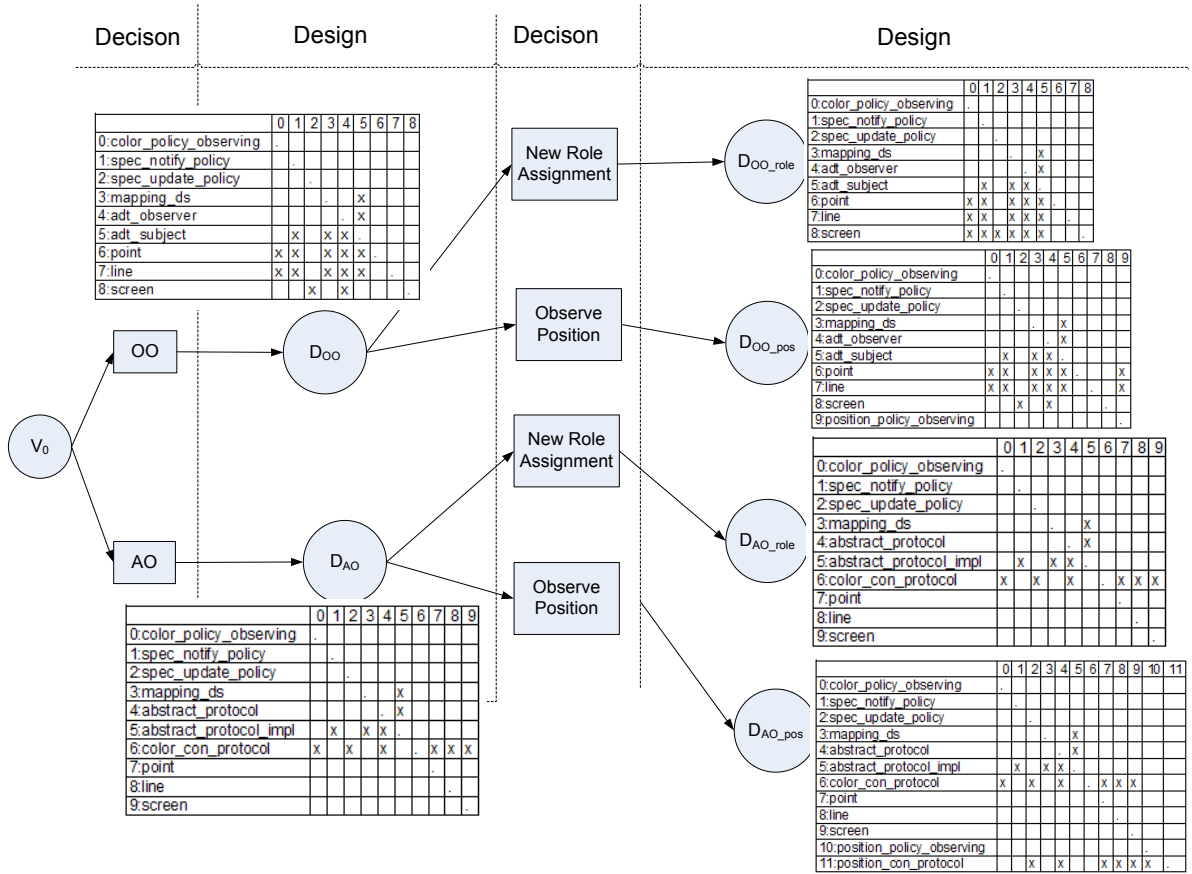 Decison Design Decison Design
0 1 2 3 4 5 6 7 8
0:color_policy_observing .
1:spec_notify_policy .
2:spec_update_policy .
3:mapping_ds . x
4:adt_observer . x
5:adt_subject x x x .
6:point x x x x x .
7:line x x x x x .
8:screen x x .
OO
D_OO
V_0
AO
D_AO
0 1 2 3 4 5 6 7 8 9
0:color_policy_observing .
1:spec_notify_policy .
2:spec_update_policy .
3:mapping_ds . x
4:abstract_protocol . x
5:abstract_protocol_impl x x x .
6:color_con_protocol x x x . x x x
7:point .
8:line .
9:screen .
New Role
Assignment
Observe
Position
New Role
Assignment
Observe
Position
D_OO_role
0 1 2 3 4 5 6 7 8
0:color_policy_observing .
1:spec_notify_policy .
2:spec_update_policy .
3:mapping_ds . x
4:adt_observer . x
5:adt_subject x x x .
6:point x x x x x .
7:line x x x x x .
8:screen x x x x x x .
D_OO_pos
0 1 2 3 4 5 6 7 8 9
0:color_policy_observing .
1:spec_notify_policy .
2:spec_update_policy .
3:mapping_ds . x
4:adt_observer . x
5:adt_subject x x x .
6:point x x x x x . x
7:line x x x x x . x
8:screen x x .
9:position_policy_observing .
D_AO_role
0 1 2 3 4 5 6 7 8 9
0:color_policy_observing .
1:spec_notify_policy .
2:spec_update_policy .
3:mapping_ds . x
4:abstract_protocol . x
5:abstract_protocol_impl x x x .
6:color_con_protocol x x x . x x x
7:point .
8:line .
9:screen .
D_AO_pos
0 1 2 3 4 5 6 7 8 9 10 11
0:color_policy_observing .
1:spec_notify_policy .
2:spec_update_policy .
3:mapping_ds . x
4:abstract_protocol . x
5:abstract_protocol_impl x x x .
6:color_con_protocol x x x . x x x
7:point .
8:line .
9:screen .
10:position_policy_observing .
11:position_con_protocol x x x x x x .